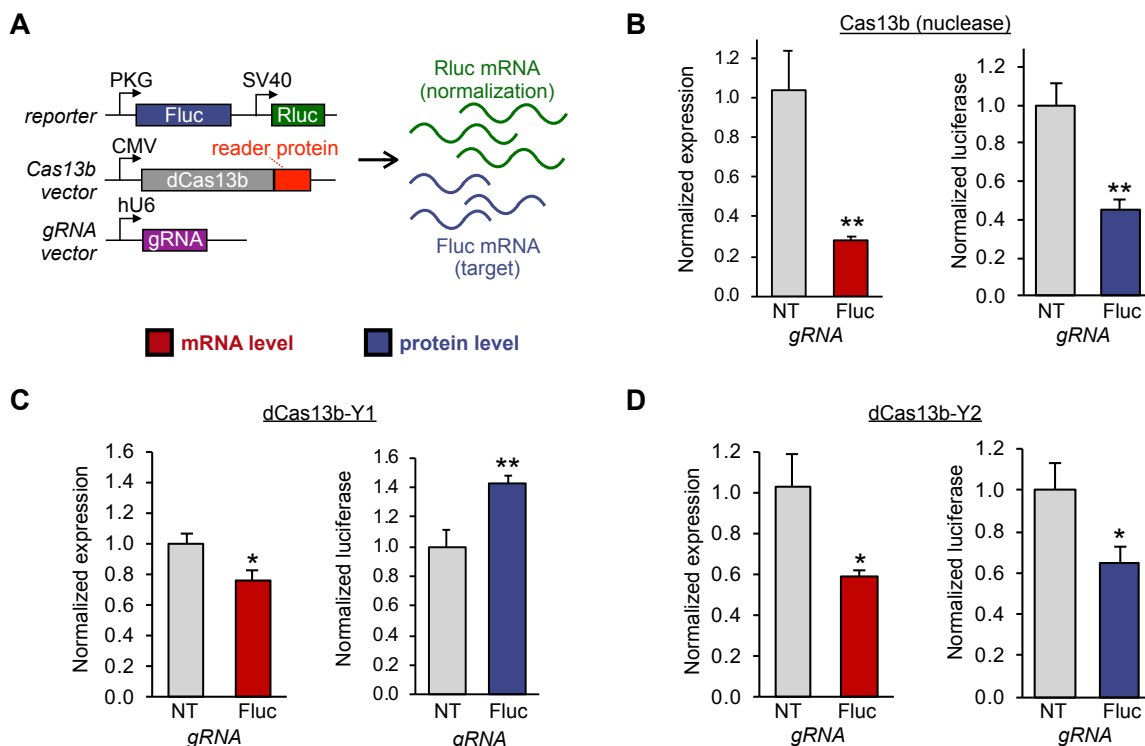 A
PKG
SV40
reporter
Fluc
Rluc
CMV
reader protein
Cas13b
vector
dCas13b
hU6
gRNA
vector
gRNA
Rluc mRNA
(normalization)
Fluc mRNA
(target)
mRNA level
protein level
B
Cas13b (nuclease)
Normalized expression
1.2
1.0
0.8
0.6
0.4
0.2
0.0
**
NT
Fluc
gRNA
Normalized luciferase
1.2
1.0
0.8
0.6
0.4
0.2
0.0
**
NT
Fluc
gRNA
C
dCas13b-Y1
Normalized expression
1.6
1.4
1.2
1.0
0.8
0.6
0.4
0.2
0.0
*
NT
Fluc
gRNA
Normalized luciferase
1.6
1.4
1.2
1.0
0.8
0.6
0.4
0.2
0.0
**
NT
Fluc
gRNA
D
dCas13b-Y2
Normalized expression
1.2
1.0
0.8
0.6
0.4
0.2
0.0
*
NT
Fluc
gRNA
Normalized luciferase
1.2
1.0
0.8
0.6
0.4
0.2
0.0
*
NT
Fluc
gRNA